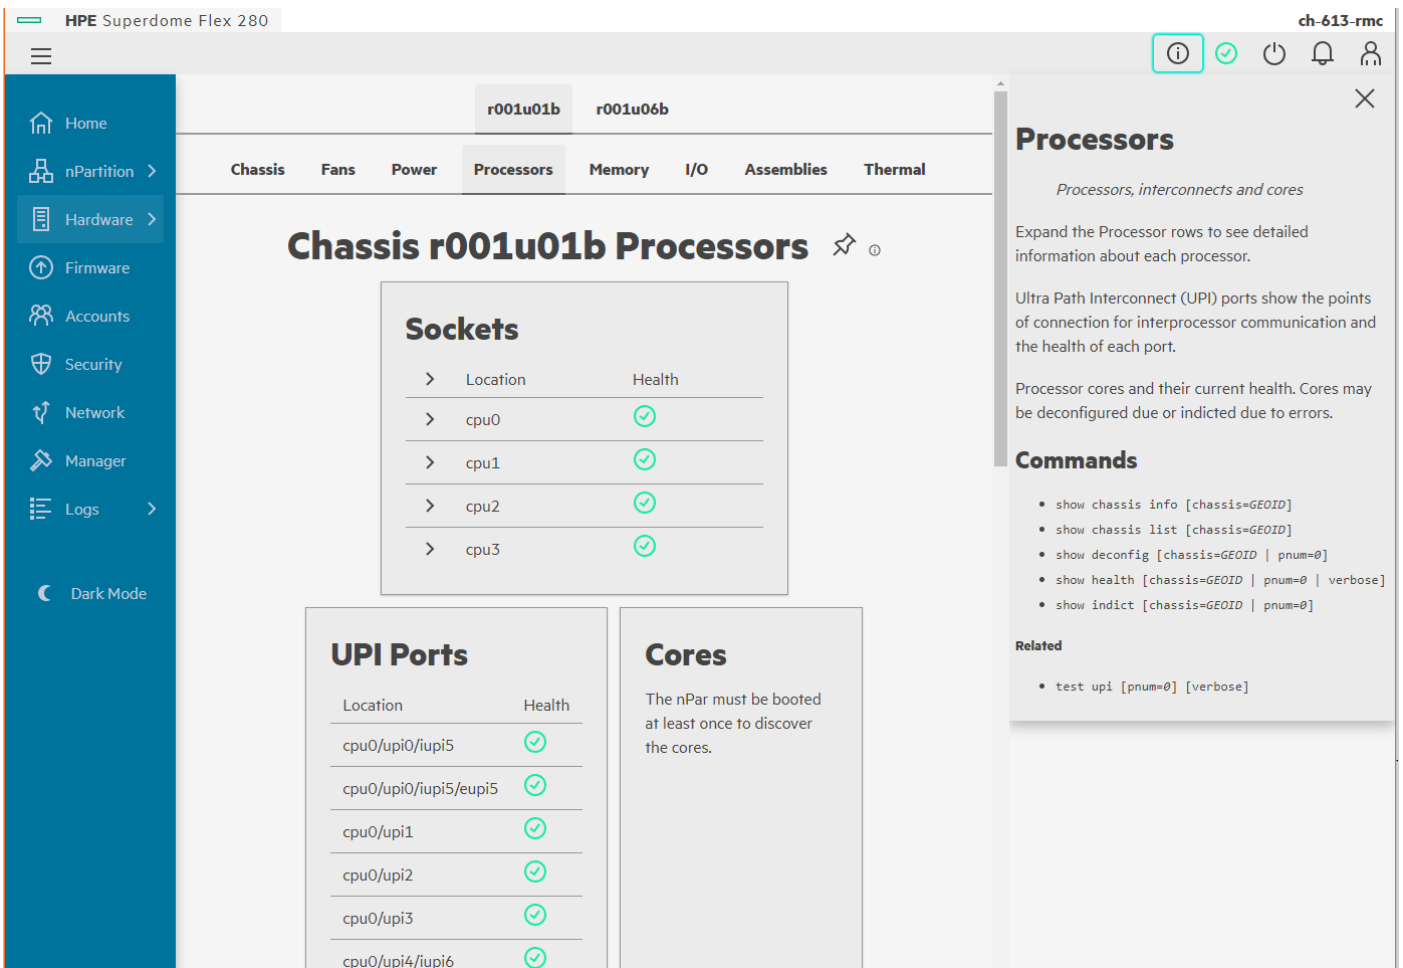 HPE Superdome Flex 280
ch-613-rmc
Home
nPartition
Hardware
Firmware
Accounts
Security
Network
Manager
Logs
Dark Mode
r001u01b r001u06b
Chassis Fans Power Processors Memory I/O Assemblies Thermal
Chassis r001u01b Processors
Sockets
Location Health
cpu0
cpu1
cpu2
cpu3
UPI Ports
Location Health
cpu0/upi0/iupi5
cpu0/upi0/iupi5/eupi5
cpu0/upi1
cpu0/upi2
cpu0/upi3
cpu0/upi4/iupi6
Cores
The nPar must be booted
at least once to discover
the cores.
Processors
Processors, interconnects and cores
Expand the Processor rows to see detailed
information about each processor.
Ultra Path Interconnect (UPI) ports show the points
of connection for interprocessor communication and
the health of each port.
Processor cores and their current health. Cores may
be deconfigured due or indicted due to errors.
Commands
• show chassis info [chassis=GEOID]
• show chassis list [chassis=GEOID]
• show deconfig [chassis=GEOID | pnum=0]
• show health [chassis=GEOID | pnum=0 | verbose]
• show indict [chassis=GEOID | pnum=0]
Related
• test upi [pnum=0] [verbose]